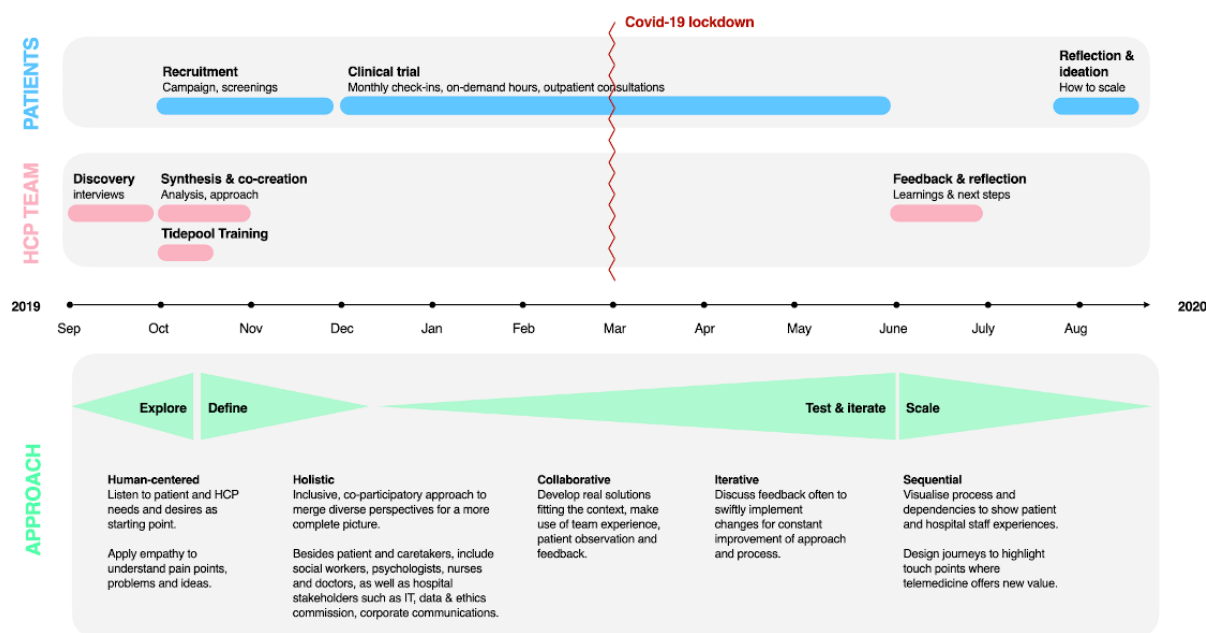 Covid-19 lockdown
PATIENTS
Recruitment
Campaign, screenings
Clinical trial
Monthly check-ins, on-demand hours, outpatient consultations
Reflection &
ideation
How to scale
HCP TEAM
Discovery
interviews
Synthesis & co-creation
Analysis, approach
Tidepool Training
Feedback & reflection
Learnings & next steps
2019
2020
Sep
Oct
Nov
Dec
Jan
Feb
Mar
Apr
May
June
July
Aug
APPROACH
Explore
Define
Test & iterate
Scale
Human-centered
Listen to patient and HCP
needs and desires as
starting point.
Apply empathy to
understand pain points,
problems and ideas.
Holistic
Inclusive, co-participatory approach to
merge diverse perspectives for a more
complete picture.
Besides patient and caretakers, include
social workers, psychologists, nurses
and doctors, as well as hospital
stakeholders such as IT, data & ethics
commission, corporate communications.
Collaborative
Develop real solutions
fitting the context, make
use of team experience,
patient observation and
feedback.
Iterative
Discuss feedback often to
swiftly implement
changes for constant
improvement of approach
and process.
Sequential
Visualise process and
dependencies to show patient
and hospital staff experiences.
Design journeys to highlight
touch points where
telemedicine offers new value.